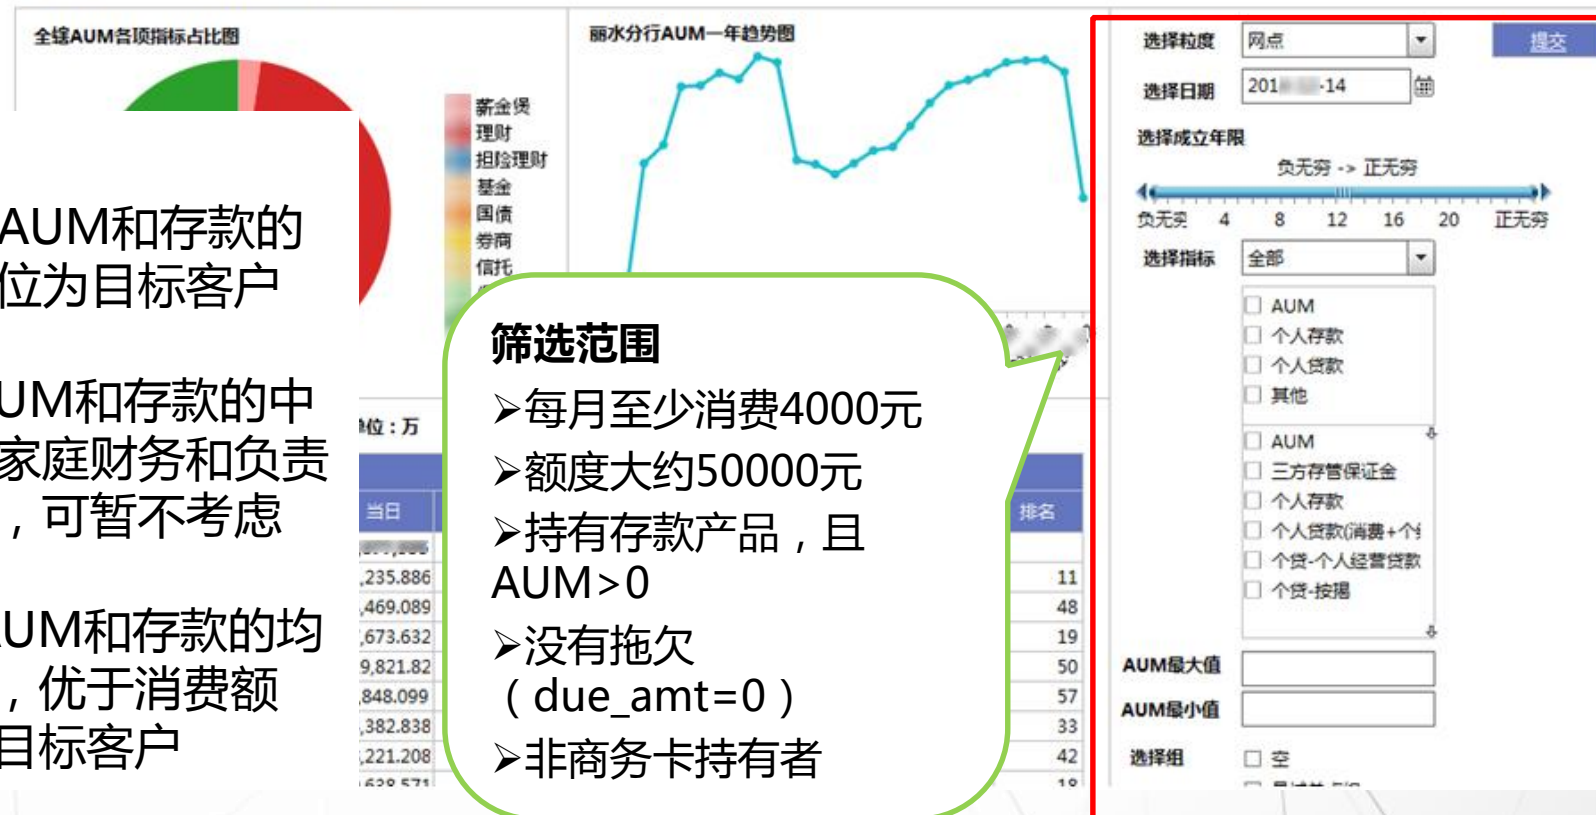 全辖AUM各项指标占比图
薪金煲
理财
担险理财
基金
国债
券商
信托
丽水分行AUM一年趋势图
AUM和存款的
位为目标客户
UM和存款的中
家庭财务和负责
，可暂不考虑
UM和存款的均
，优于消费额
目标客户
位：万
当日
排名
,235.886
11
,469.089
48
,673.632
19
9,821.82
50
,848.099
57
,382.838
33
,221.208
42
筛选范围
➢每月至少消费4000元
➢额度大约50000元
➢持有存款产品，且
AUM>0
➢没有拖欠
（due_amt=0）
➢非商务卡持有者
选择粒度 网点 提交
选择日期 201 -14
选择成立年限
负无穷 -> 正无穷
负无 4 8 12 16 20 正无穷
选择指标 全部
AUM
个人存款
个人贷款
其他
AUM
三方存管保证金
个人存款
个人贷款(消费+个
个贷-个人经营贷款
个贷-按揭
AUM最大值
AUM最小值
选择组 空